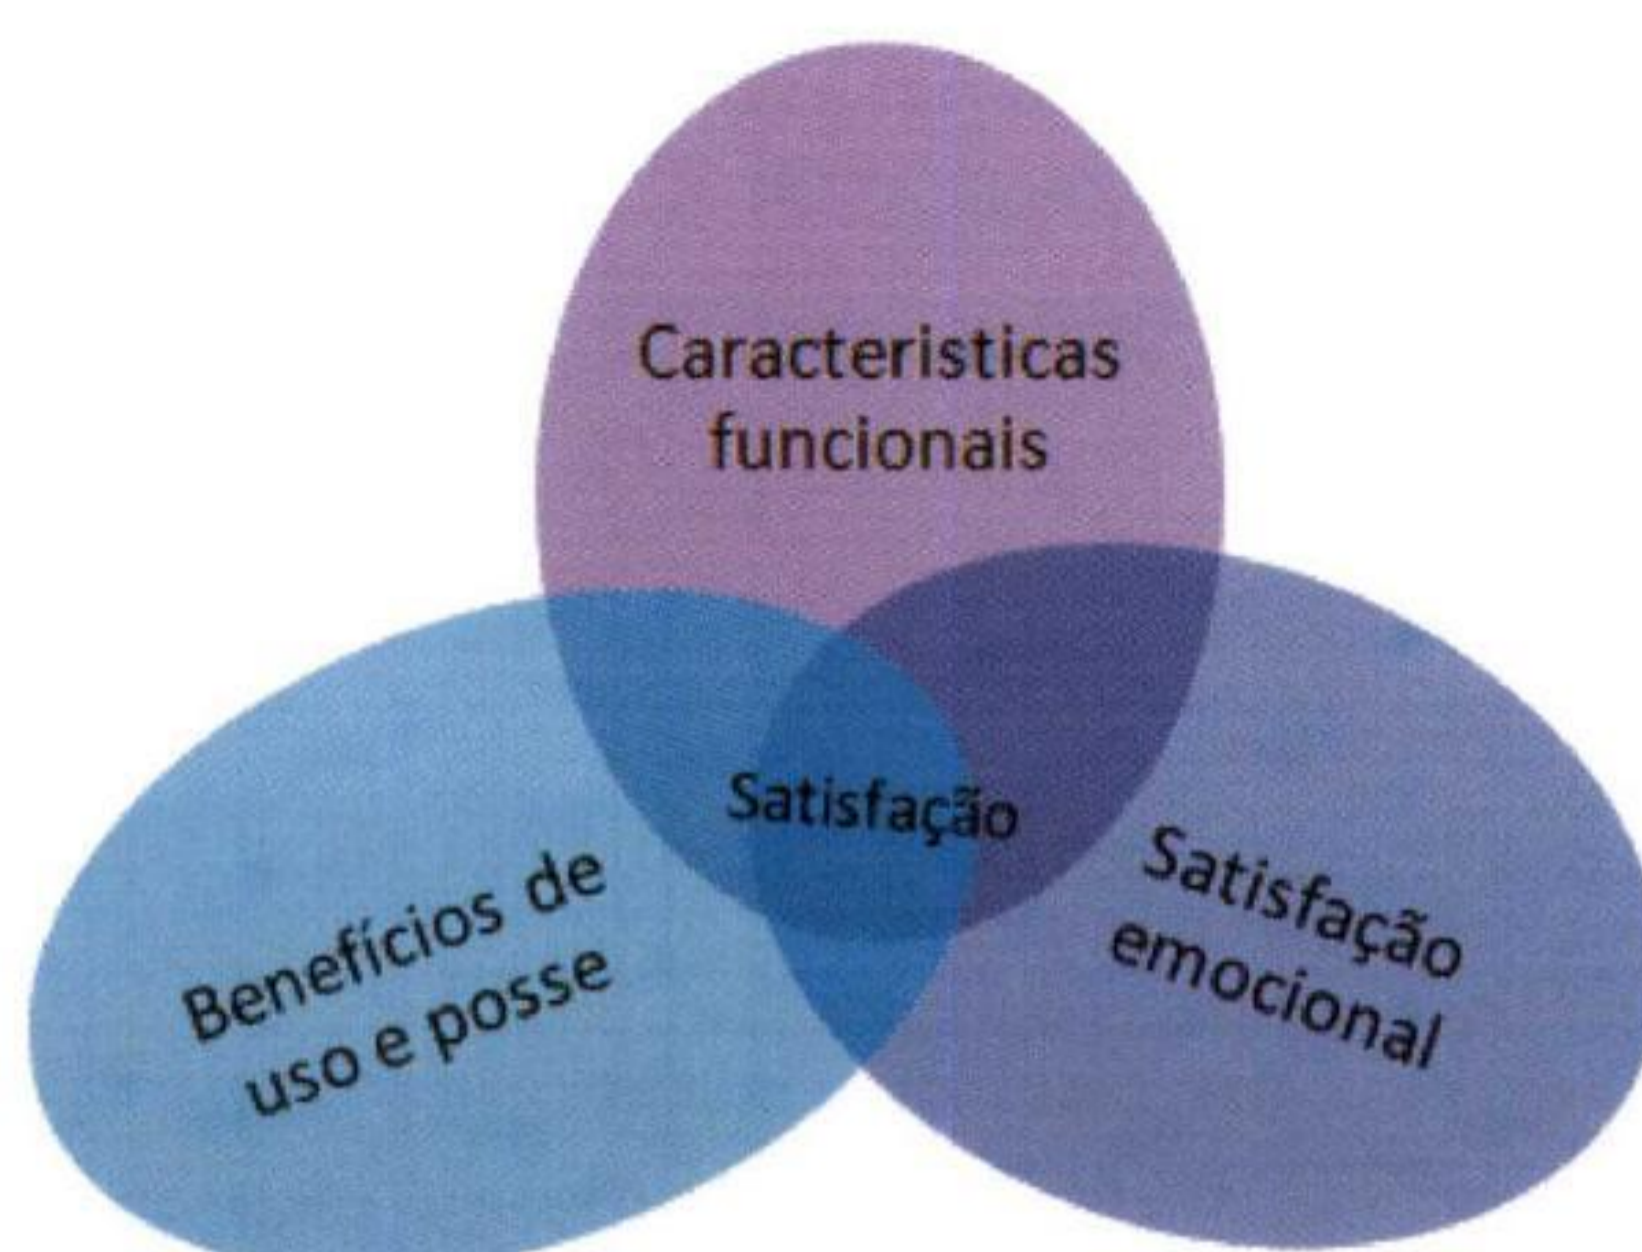 Caracteristicas
funcionais
Satisfação
Benefícios de
uso e posse
Satisfação
emocional